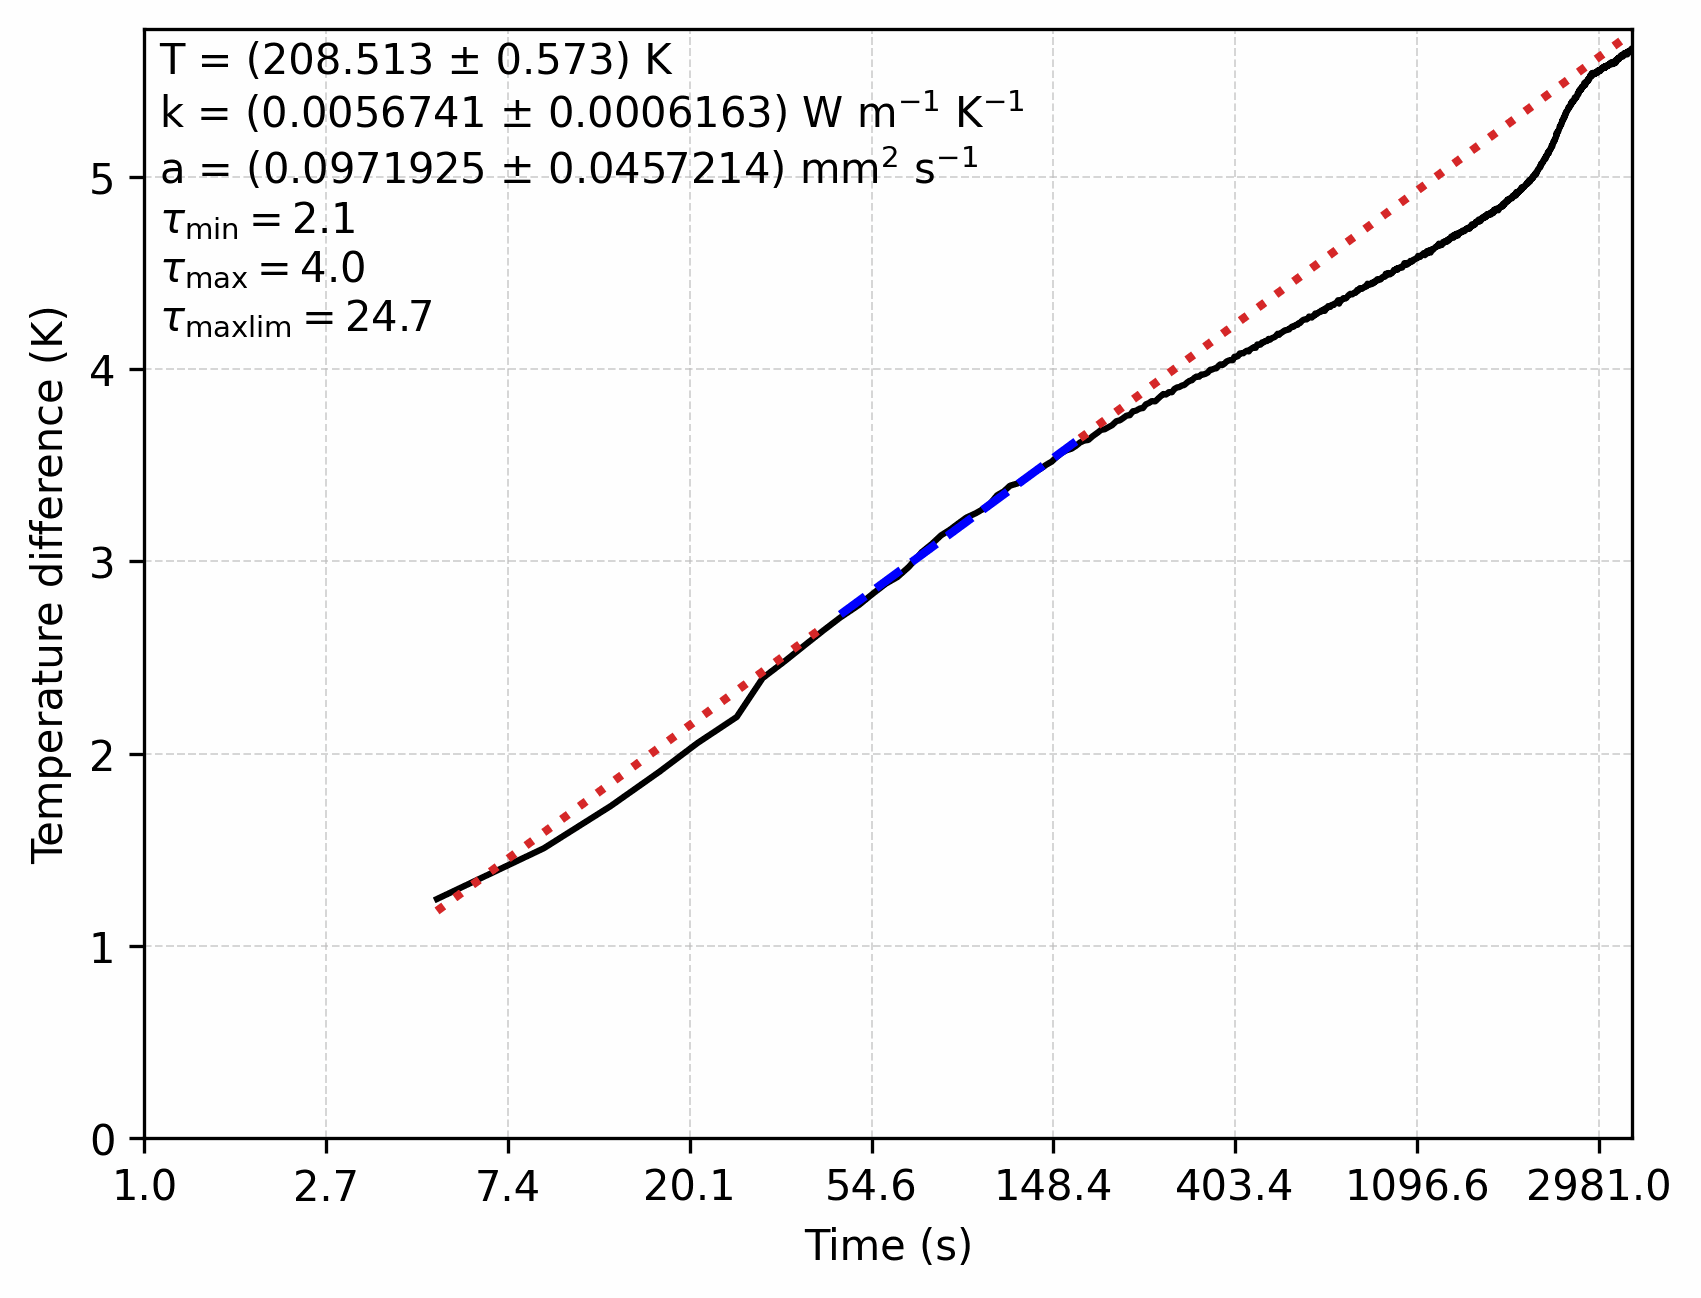 T = (208.513 ± 0.573) K
k = (0.0056741 ± 0.0006163) W m⁻¹ K⁻¹
a = (0.0971925 ± 0.0457214) mm² s⁻¹
τmin = 2.1
τmax = 4.0
τmaxlim = 24.7
Temperature difference (K)
5
4
3
2
1
0
1.0 2.7 7.4 20.1 54.6 148.4 403.4 1096.6 2981.0
Time (s)